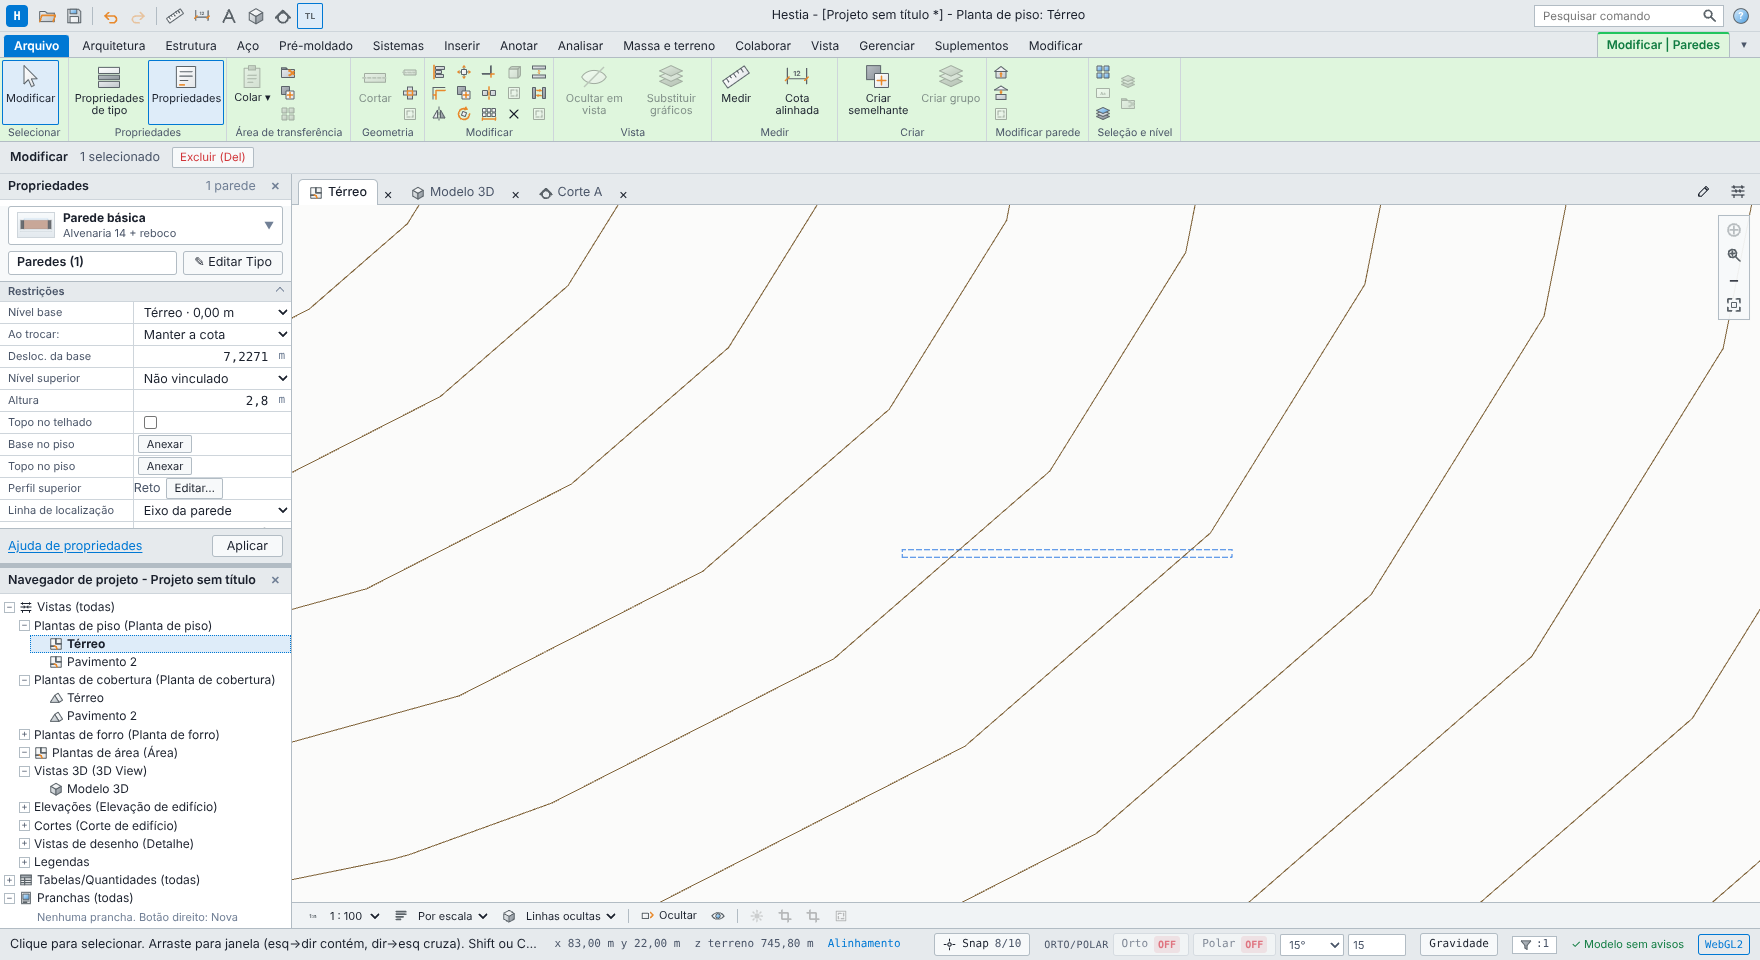 H
TL
Hestia - [Projeto sem título *] - Planta de piso: Térreo
Pesquisar comando
?
Arquivo Arquitetura Estrutura Aço Pré-moldado Sistemas Inserir Anotar Analisar Massa e terreno Colaborar Vista Gerenciar Suplementos Modificar
Modificar | Paredes
Modificar
Selecionar
Propriedades de tipo
Propriedades
Propriedades
Colar ▾
Área de transferência
Cortar
Geometria
Modificar
Ocultar em vista
Substituir gráficos
Vista
Medir
12
Cota alinhada
Medir
Criar semelhante
Criar grupo
Criar
Modificar parede
Seleção e nível
Modificar 1 selecionado Excluir (Del)
Propriedades 1 parede ×
Parede básica
Alvenaria 14 + reboco
Paredes (1) ✎ Editar Tipo
Restrições
Nível base Térreo · 0,00 m
Ao trocar: Manter a cota
Desloc. da base 7,2271 m
Nível superior Não vinculado
Altura 2,8 m
Topo no telhado
Base no piso Anexar
Topo no piso Anexar
Perfil superior Reto Editar...
Linha de localização Eixo da parede
Ajuda de propriedades Aplicar
Navegador de projeto - Projeto sem título ×
Vistas (todas)
Plantas de piso (Planta de piso)
Térreo
Pavimento 2
Plantas de cobertura (Planta de cobertura)
Térreo
Pavimento 2
Plantas de forro (Planta de forro)
Plantas de área (Área)
Vistas 3D (3D View)
Modelo 3D
Elevações (Elevação de edifício)
Cortes (Corte de edifício)
Vistas de desenho (Detalhe)
Legendas
Tabelas/Quantidades (todas)
Pranchas (todas)
Nenhuma prancha. Botão direito: Nova
Térreo × Modelo 3D × Corte A ×
1 : 100 Por escala Linhas ocultas Ocultar
Clique para selecionar. Arraste para janela (esq→dir contém, dir→esq cruza). Shift ou C... x 83,00 m y 22,00 m z terreno 745,80 m Alinhamento Snap 8/10 ORTO/POLAR Orto OFF Polar OFF 15° 15 Gravidade :1 ✓ Modelo sem avisos WebGL2